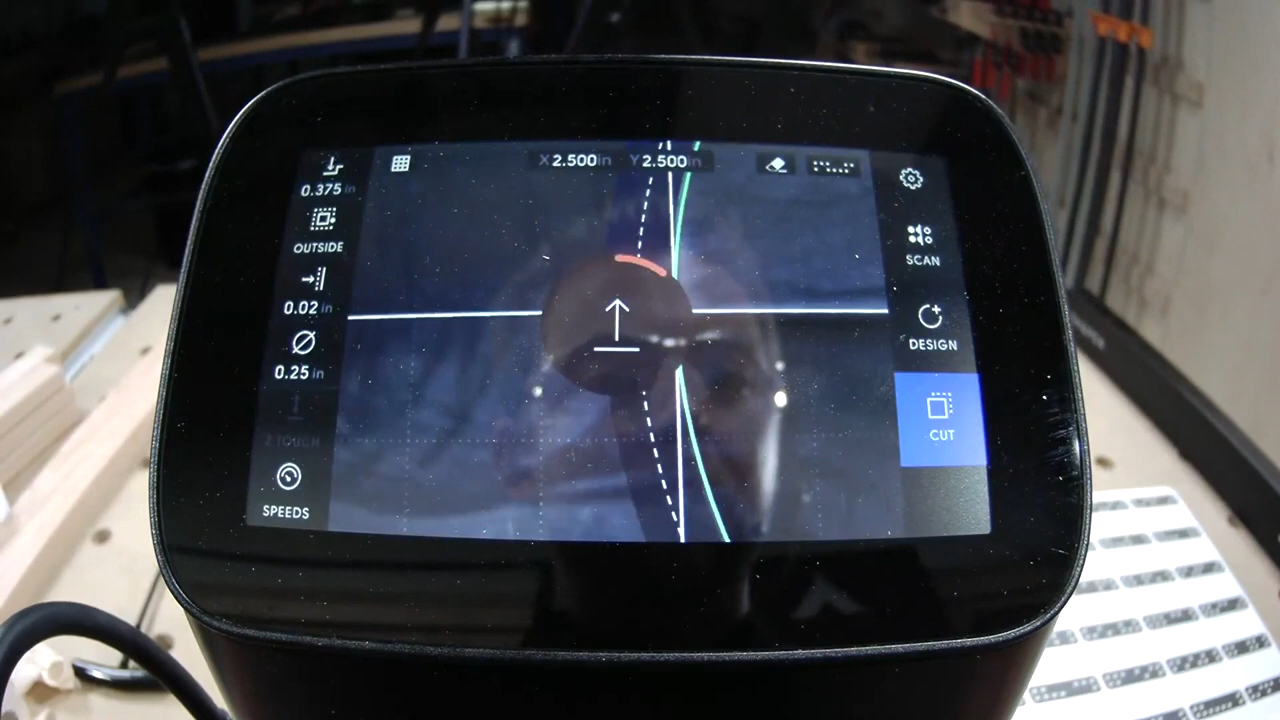 X 2.500 in Y 2.500 in
0.375 in
OUTSIDE
0.02 in
0.25 in
Z TOUCH
SPEEDS
SCAN
DESIGN
CUT